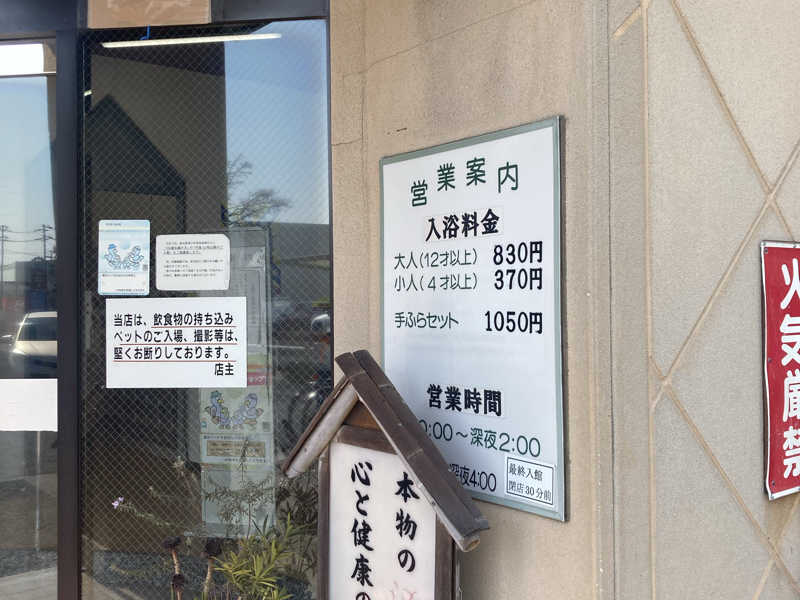 当店は、飲食物の持ち込み
ペットのご入場、撮影等は、
堅くお断りしております。
店主
営業案内
入浴料金
大人(12才以上) 830円
小人(4才以上) 370円
手ぶらセット 1050円
営業時間
0:00～深夜2:00
深夜4:00
最終入館
閉店30分前
本物の
心と健康の
火気厳禁